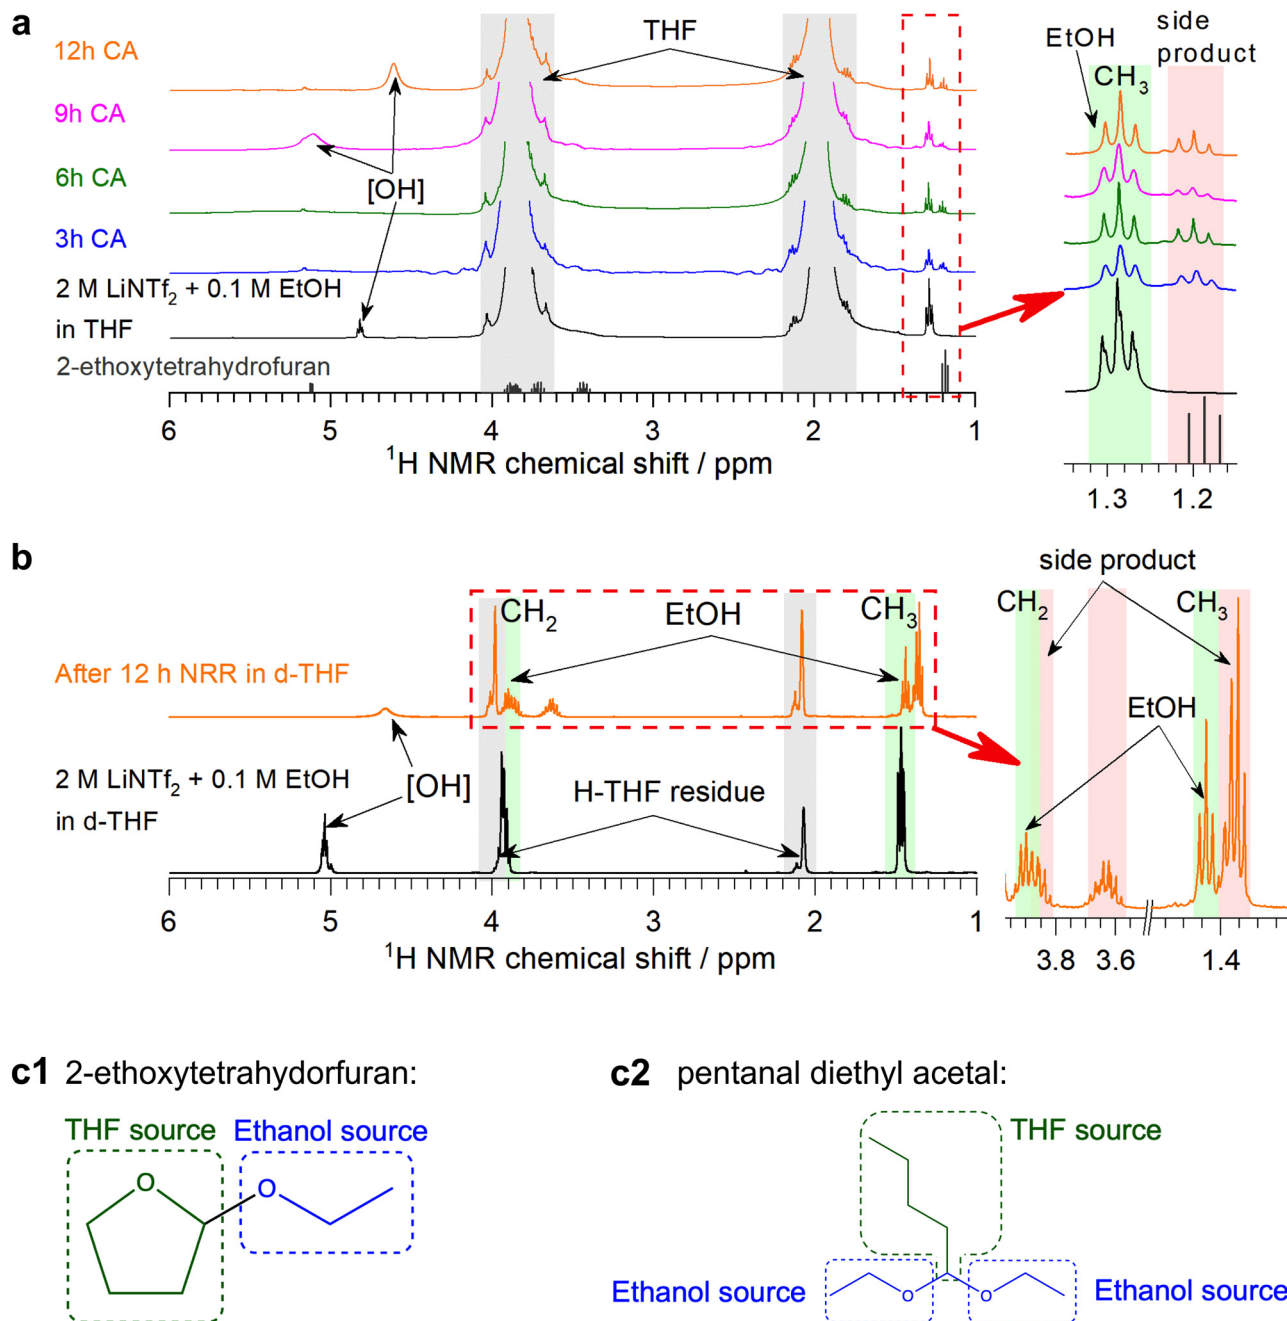 a
12h CA
THF
EtOH
side
product
CH3
9h CA
6h CA
[OH]
3h CA
2 M LiNTf2 + 0.1 M EtOH
in THF
2-ethoxytetrahydrofuran
6 5 4 3 2 1
1H NMR chemical shift / ppm
1.3 1.2
b
side product
CH2 EtOH CH3
CH2 CH3
After 12 h NRR in d-THF
EtOH
2 M LiNTf2 + 0.1 M EtOH
in d-THF
[OH]
H-THF residue
6 5 4 3 2 1
1H NMR chemical shift / ppm
3.8 3.6 1.4
c1 2-ethoxytetrahydorfuran:
THF source Ethanol source
O
O
c2 pentanal diethyl acetal:
THF source
Ethanol source
O O
Ethanol source